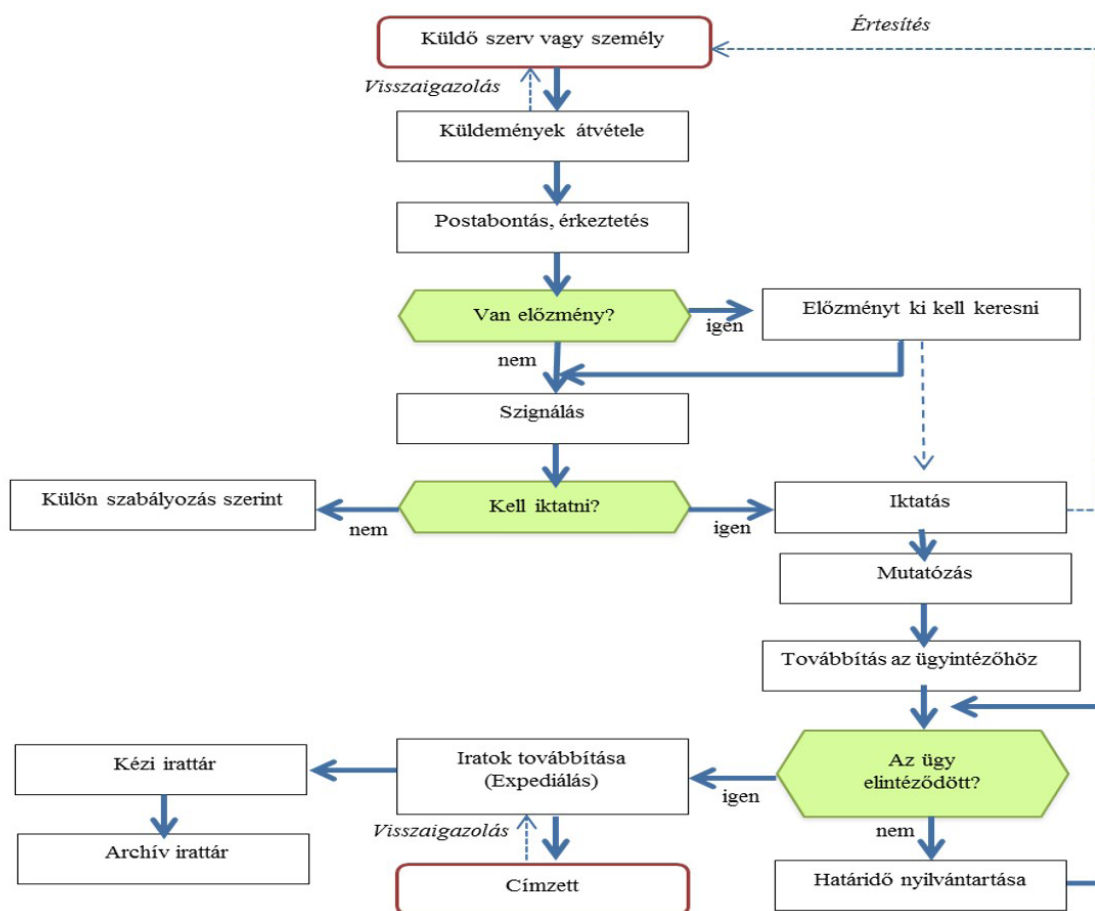 Küldő szerv vagy személy
Értesítés
Visszaigazolás
Küldemények átvétele
Postabontás, érkeztetés
Van előzmény?
igen
Előzményt ki kell keresni
nem
Szignálás
Külön szabályozás szerint
nem
Kell iktatni?
igen
Iktatás
Mutatózás
Továbbítás az ügyintézőhöz
Az ügy
elintéződött?
igen
nem
Iratok továbbítása
(Expediálás)
Kézi irattár
Archív irattár
Visszaigazolás
Címzett
Határidő nyilvántartása